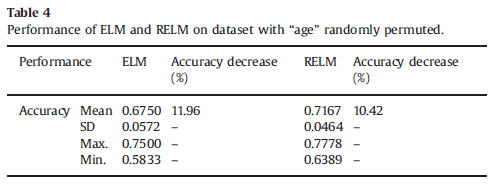 Table 4
Performance of ELM and RELM on dataset with “age” randomly permuted.
Performance ELM Accuracy decrease (%) RELM Accuracy decrease (%)
Accuracy Mean 0.6750 11.96 0.7167 10.42
SD 0.0572 – 0.0464 –
Max. 0.7500 – 0.7778 –
Min. 0.5833 – 0.6389 –